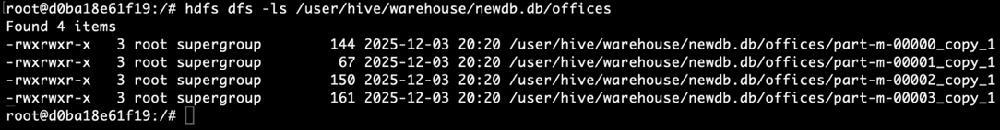 root@d0ba18e61f19:/# hdfs dfs -ls /user/hive/warehouse/newdb.db/offices
Found 4 items
-rwxrwxr-x   3 root supergroup        144 2025-12-03 20:20 /user/hive/warehouse/newdb.db/offices/part-m-00000_copy_1
-rwxrwxr-x   3 root supergroup         67 2025-12-03 20:20 /user/hive/warehouse/newdb.db/offices/part-m-00001_copy_1
-rwxrwxr-x   3 root supergroup        150 2025-12-03 20:20 /user/hive/warehouse/newdb.db/offices/part-m-00002_copy_1
-rwxrwxr-x   3 root supergroup        161 2025-12-03 20:20 /user/hive/warehouse/newdb.db/offices/part-m-00003_copy_1
root@d0ba18e61f19:/#